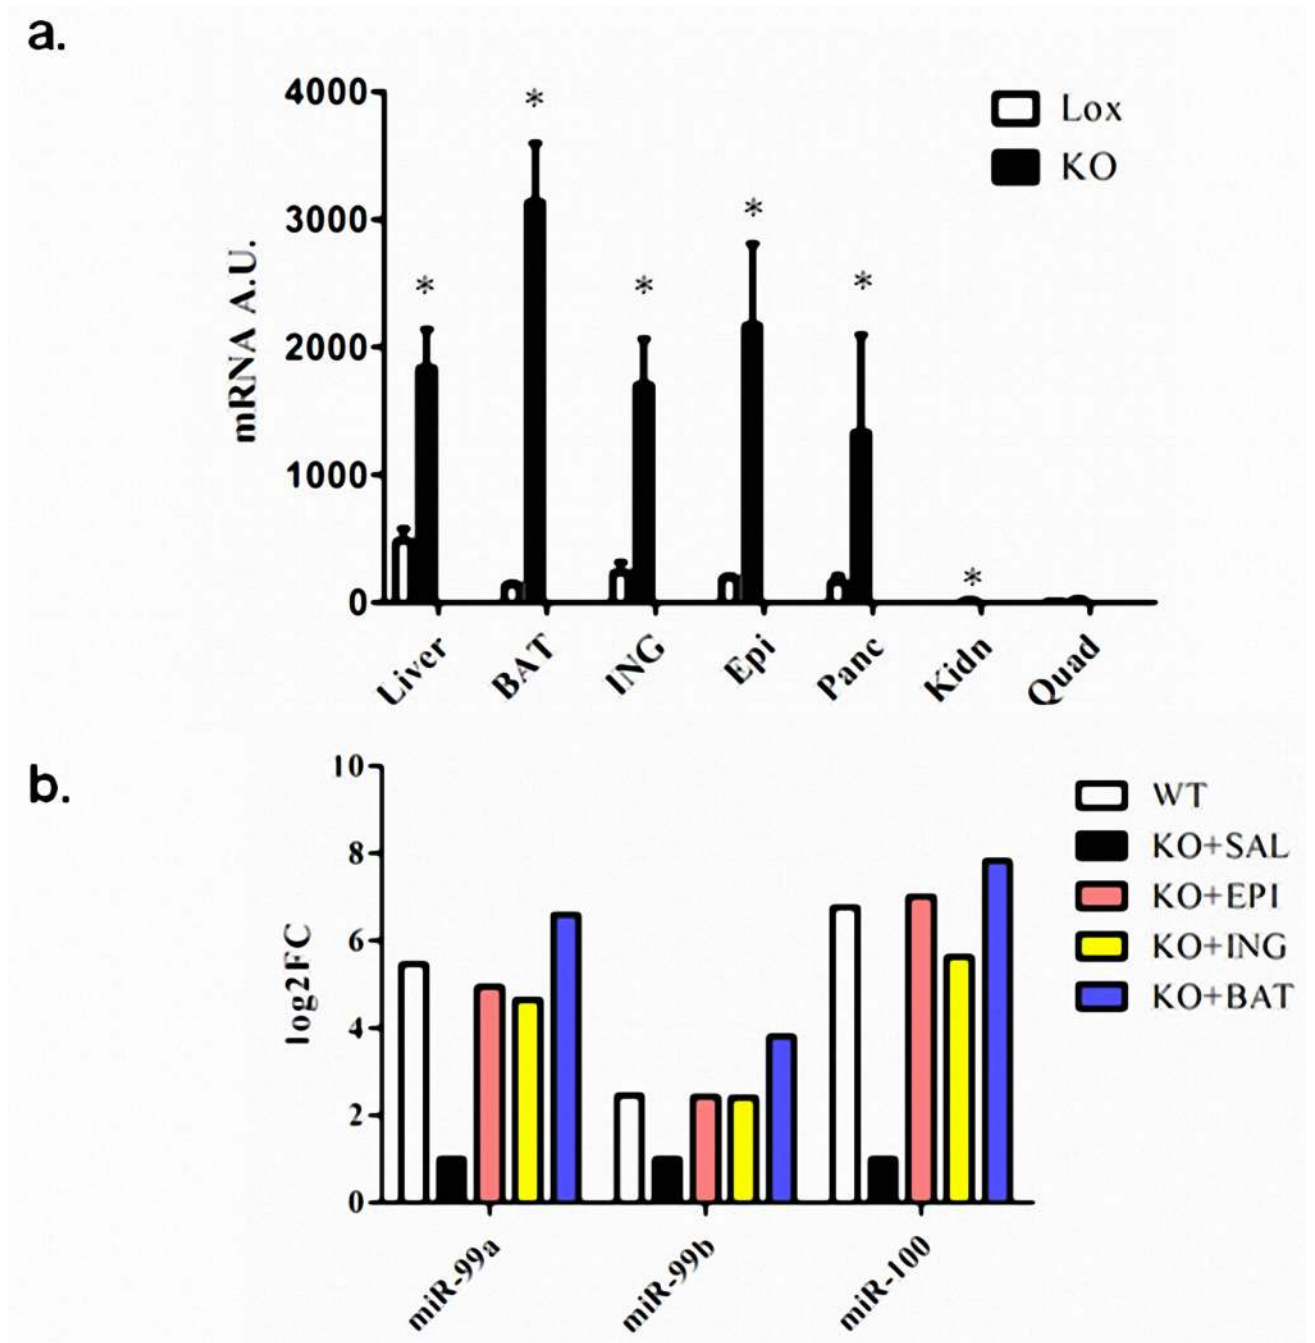 a.
4000
3000
2000
1000
0
mRNA A.U.
*
*
*
*
*
*
Lox
KO
Liver
BAT
ING
Epi
Panc
Kidn
Quad
b.
10
8
6
4
2
0
log2FC
WT
KO+SAL
KO+EPI
KO+ING
KO+BAT
miR-99a
miR-99b
miR-100